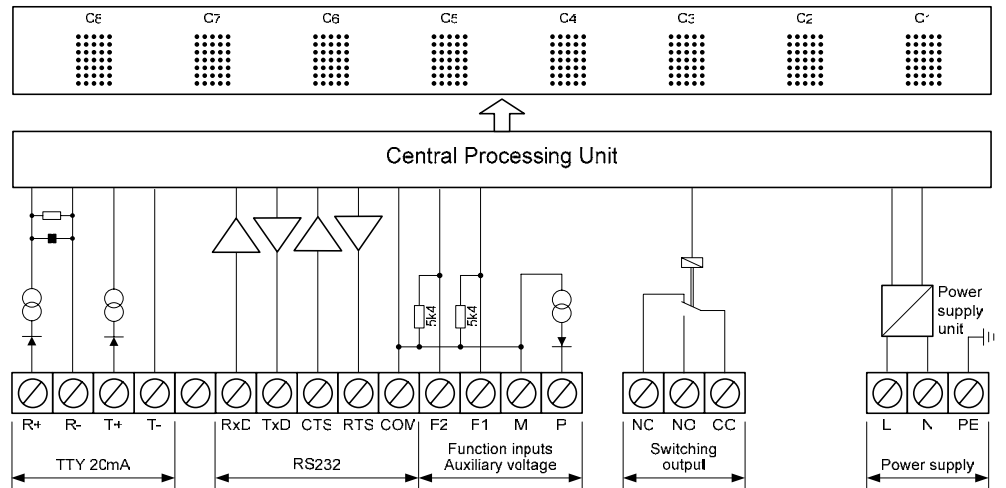 C8 C7 C6 C5 C4 C3 C2 C1
Central Processing Unit
5k4 5k4
Power
supply
unit
R+ R- T+ T- RxD TxD CTS RTS COM F2 F1 M P NC NO CC L N PE
TTY 20mA
RS232
Function inputs
Auxiliary voltage
Switching
output
Power supply